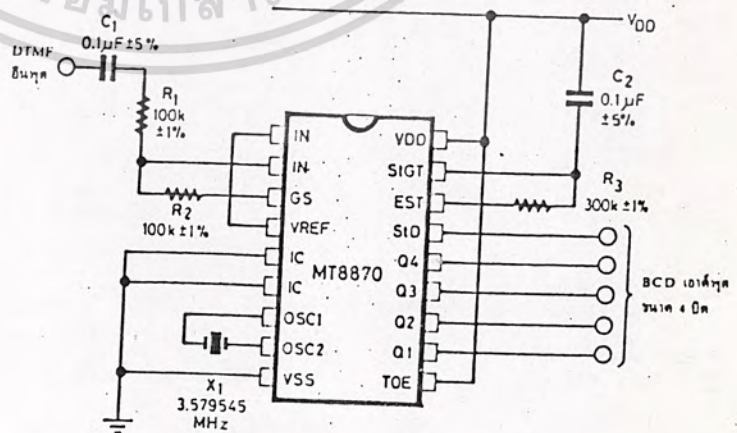 VDD
C1
0.1µF±5%
DTMF
อินพุต
R1
100k
±1%
C2
0.1µF
±5%
IN
IN-
GS
VREF
IC
IC
OSC1
OSC2
VSS
MT8870
VDD
StGT
EST
StD
Q4
Q3
Q2
Q1
TOE
R2
100k±1%
R3
300k±1%
BCD เอาต์พุต
ขนาด 4 บิต
X1
3.579545
MHz